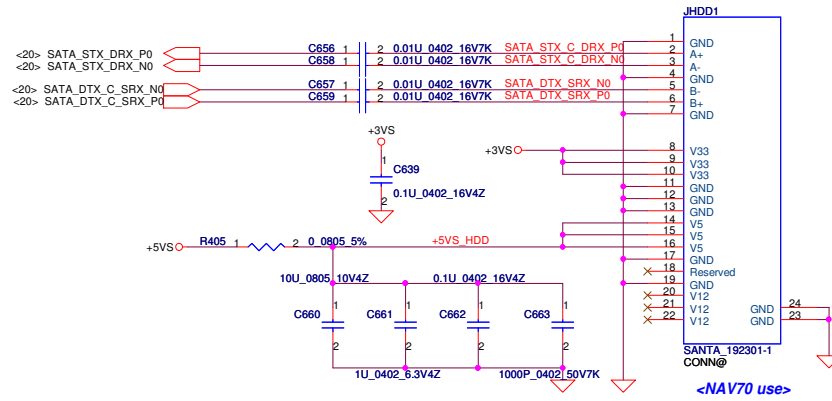 JHDD1
1 GND
<20> SATA_STX_DRX_P0 C656 1 2 0.01U_0402_16V7K SATA_STX_C_DRX_P0 2 A+
<20> SATA_STX_DRX_N0 C658 1 2 0.01U_0402_16V7K SATA_STX_C_DRX_N0 3 A-
4 GND
<20> SATA_DTX_C_SRX_N0 C657 1 2 0.01U_0402_16V7K SATA_DTX_SRX_N0 5 B-
<20> SATA_DTX_C_SRX_P0 C659 1 2 0.01U_0402_16V7K SATA_DTX_SRX_P0 6 B+
7 GND
+3VS
+3VS 8 V33
9 V33
1 C639 10 V33
11 GND
0.1U_0402_16V4Z 12 GND
2 13 GND
14 V5
15 V5
+5VS R405 1 2 0_0805_5% +5VS_HDD 16 V5
17 GND
18 Reserved
10U_0805_10V4Z 0.1U_0402_16V4Z 19 GND
20 V12
1 1 1 1 21 V12 GND 24
C660 C661 C662 C663 22 V12 GND 23
2 2 2 2
SANTA_192301-1
CONN@
1U_0402_6.3V4Z 1000P_0402_50V7K
<NAV70 use>